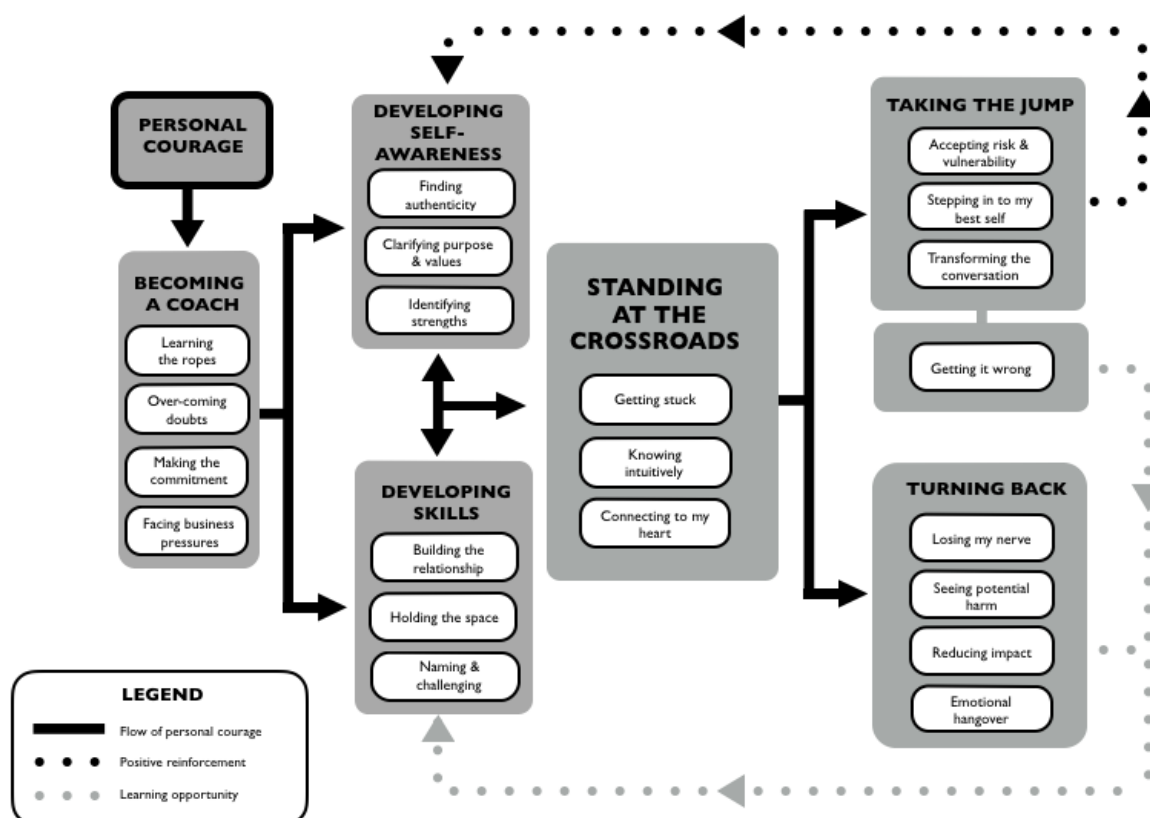 PERSONAL
COURAGE
BECOMING
A COACH
Learning
the ropes
Over-coming
doubts
Making the
commitment
Facing business
pressures
DEVELOPING
SELF-
AWARENESS
Finding
authenticity
Clarifying purpose
& values
Identifying
strengths
DEVELOPING
SKILLS
Building the
relationship
Holding the space
Naming &
challenging
STANDING
AT THE
CROSSROADS
Getting stuck
Knowing
intuitively
Connecting to my
heart
TAKING THE JUMP
Accepting risk &
vulnerability
Stepping in to my
best self
Transforming the
conversation
Getting it wrong
TURNING BACK
Losing my nerve
Seeing potential
harm
Reducing impact
Emotional
hangover
LEGEND
Flow of personal courage
Positive reinforcement
Learning opportunity